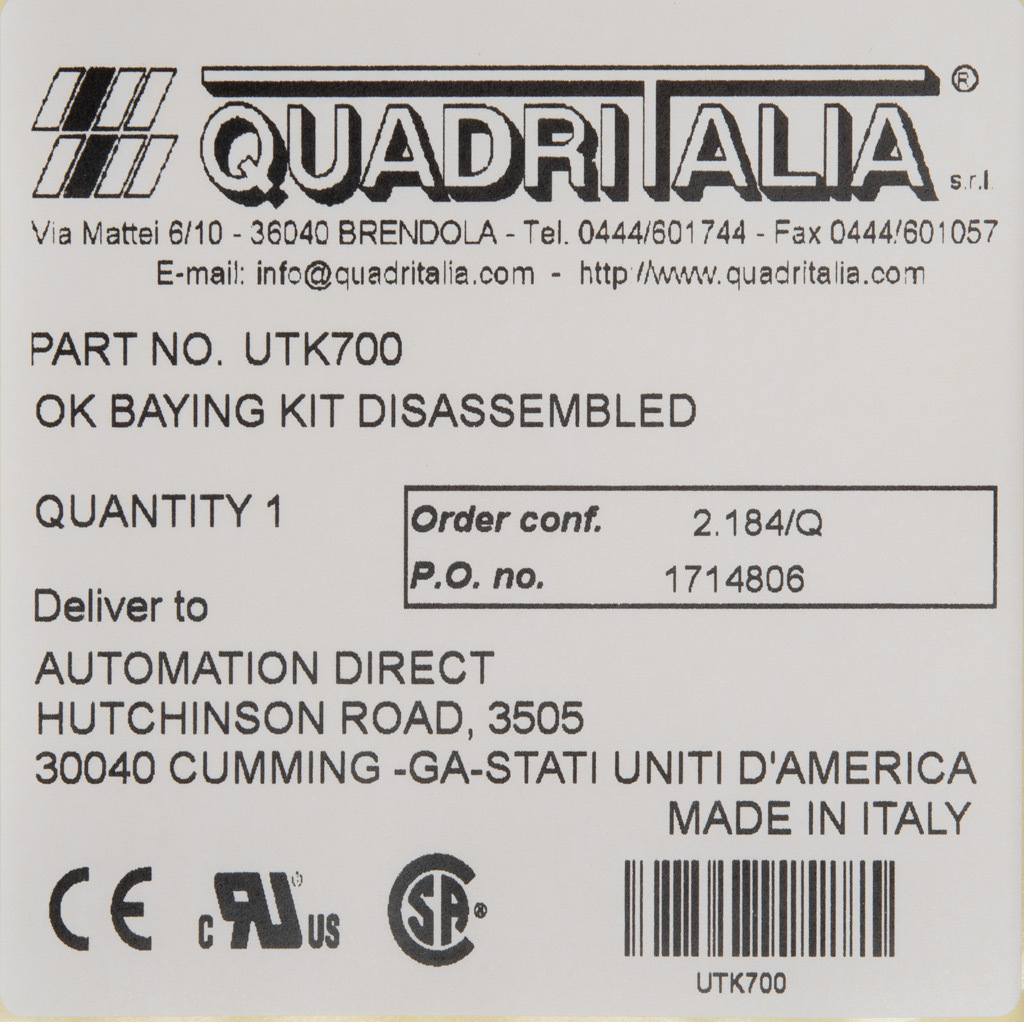 QUADRITALIA® s.r.l.
Via Mattei 6/10 - 36040 BRENDOLA - Tel. 0444/601744 - Fax 0444/601057
E-mail: info@quadritalia.com - http://www.quadritalia.com
PART NO. UTK700
OK BAYING KIT DISASSEMBLED
QUANTITY 1
Order conf. 2.184/Q
P.O. no. 1714806
Deliver to
AUTOMATION DIRECT
HUTCHINSON ROAD, 3505
30040 CUMMING -GA-STATI UNITI D'AMERICA
MADE IN ITALY
CE c RU US SA®
UTK700